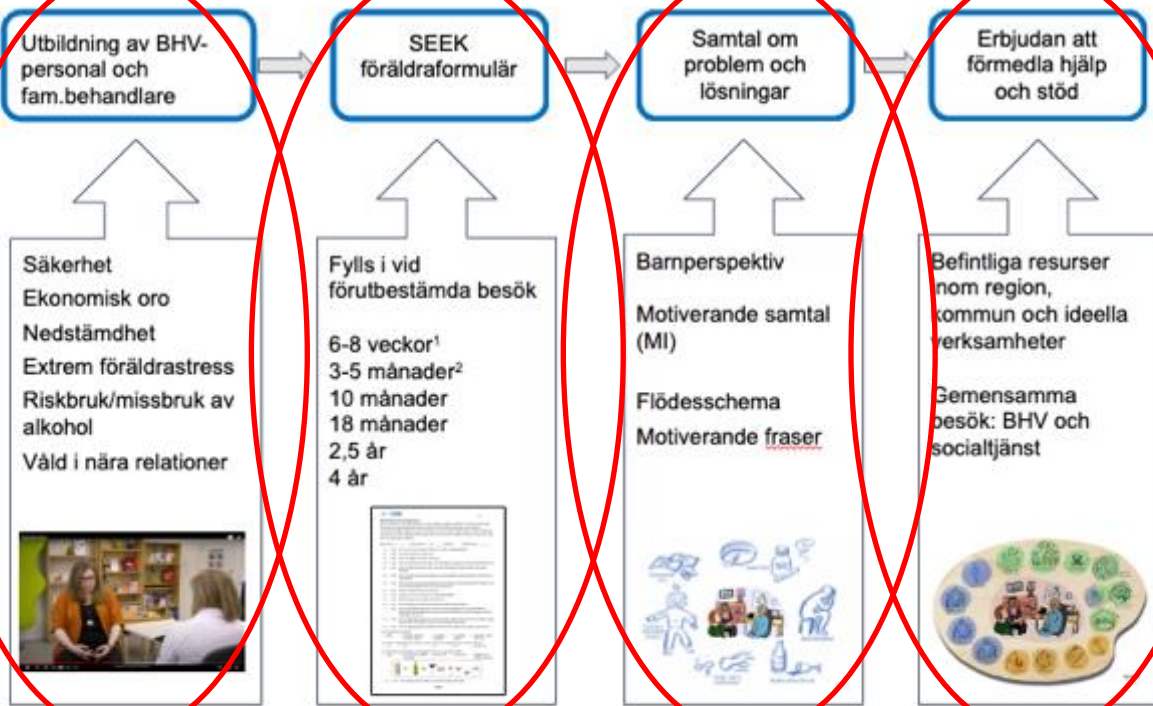 Utbildning av BHV-
personal och
fam.behandlare
SEEK
föräldraformulär
Samtal om
problem och
lösningar
Erbjudan att
förmedla hjälp
och stöd
Säkerhet
Ekonomisk oro
Nedstämdhet
Extrem föräldrastress
Riskbruk/missbruk av
alkohol
Våld i nära relationer
Fylls i vid
förutbestämda besök
6-8 veckor¹
3-5 månader²
10 månader
18 månader
2,5 år
4 år
Barnperspektiv
Motiverande samtal
(MI)
Flödesschema
Motiverande fraser
Befintliga resurser
inom region,
kommun och ideella
verksamheter
Gemensamma
besök: BHV och
socialtjänst